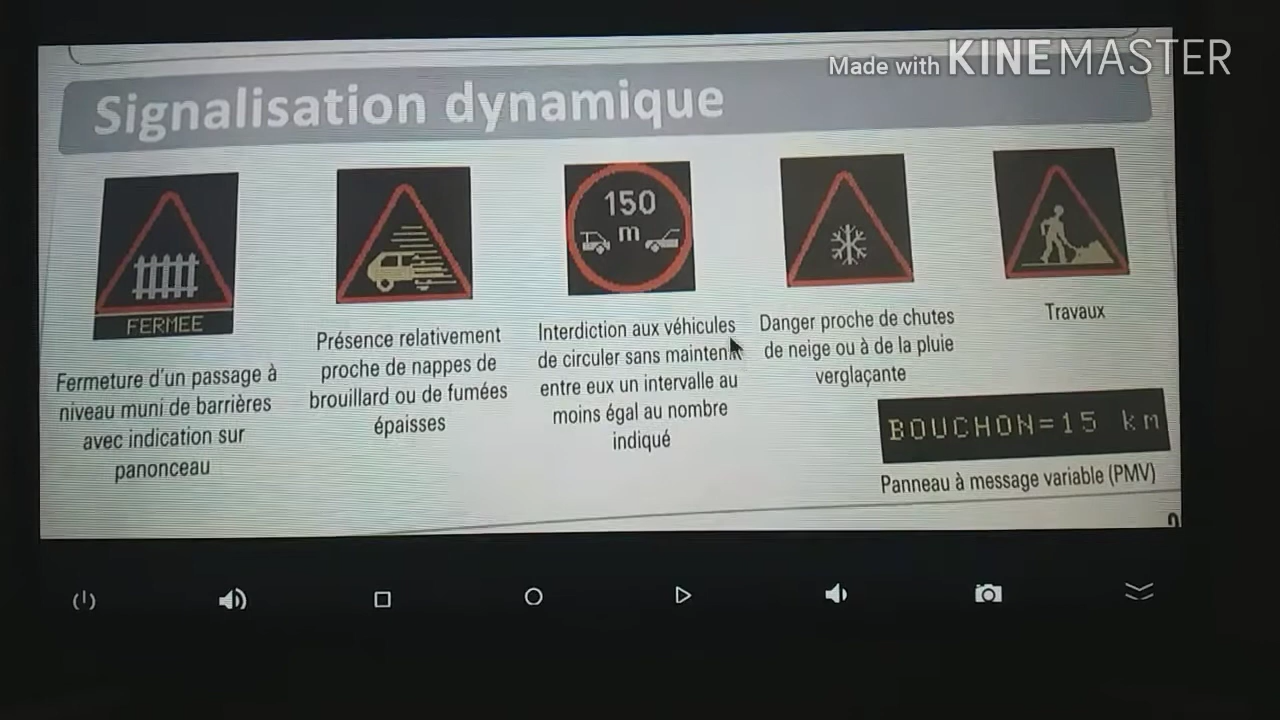 Made with KINEMASTER
Signalisation dynamique
FERMEE
Fermeture d'un passage à
niveau muni de barrières
avec indication sur
panonceau
Présence relativement
proche de nappes de
brouillard ou de fumées
épaisses
150
m
Interdiction aux véhicules
de circuler sans maintenir
entre eux un intervalle au
moins égal au nombre
indiqué
Danger proche de chutes
de neige ou à de la pluie
verglaçante
Travaux
BOUCHON=15 km
Panneau à message variable (PMV)